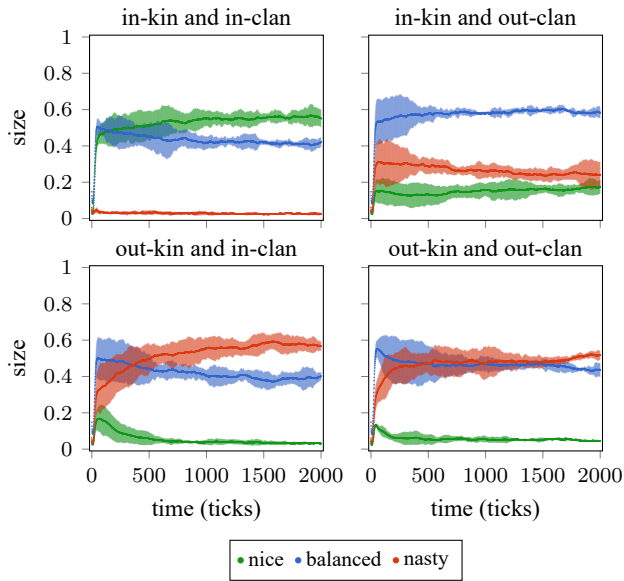 in-kin and in-clan
in-kin and out-clan
1
0.8
0.6
0.4
0.2
0
size
out-kin and in-clan
out-kin and out-clan
1
0.8
0.6
0.4
0.2
0
size
0 500 1000 1500 2000
0 500 1000 1500 2000
time (ticks)
time (ticks)
nice balanced nasty